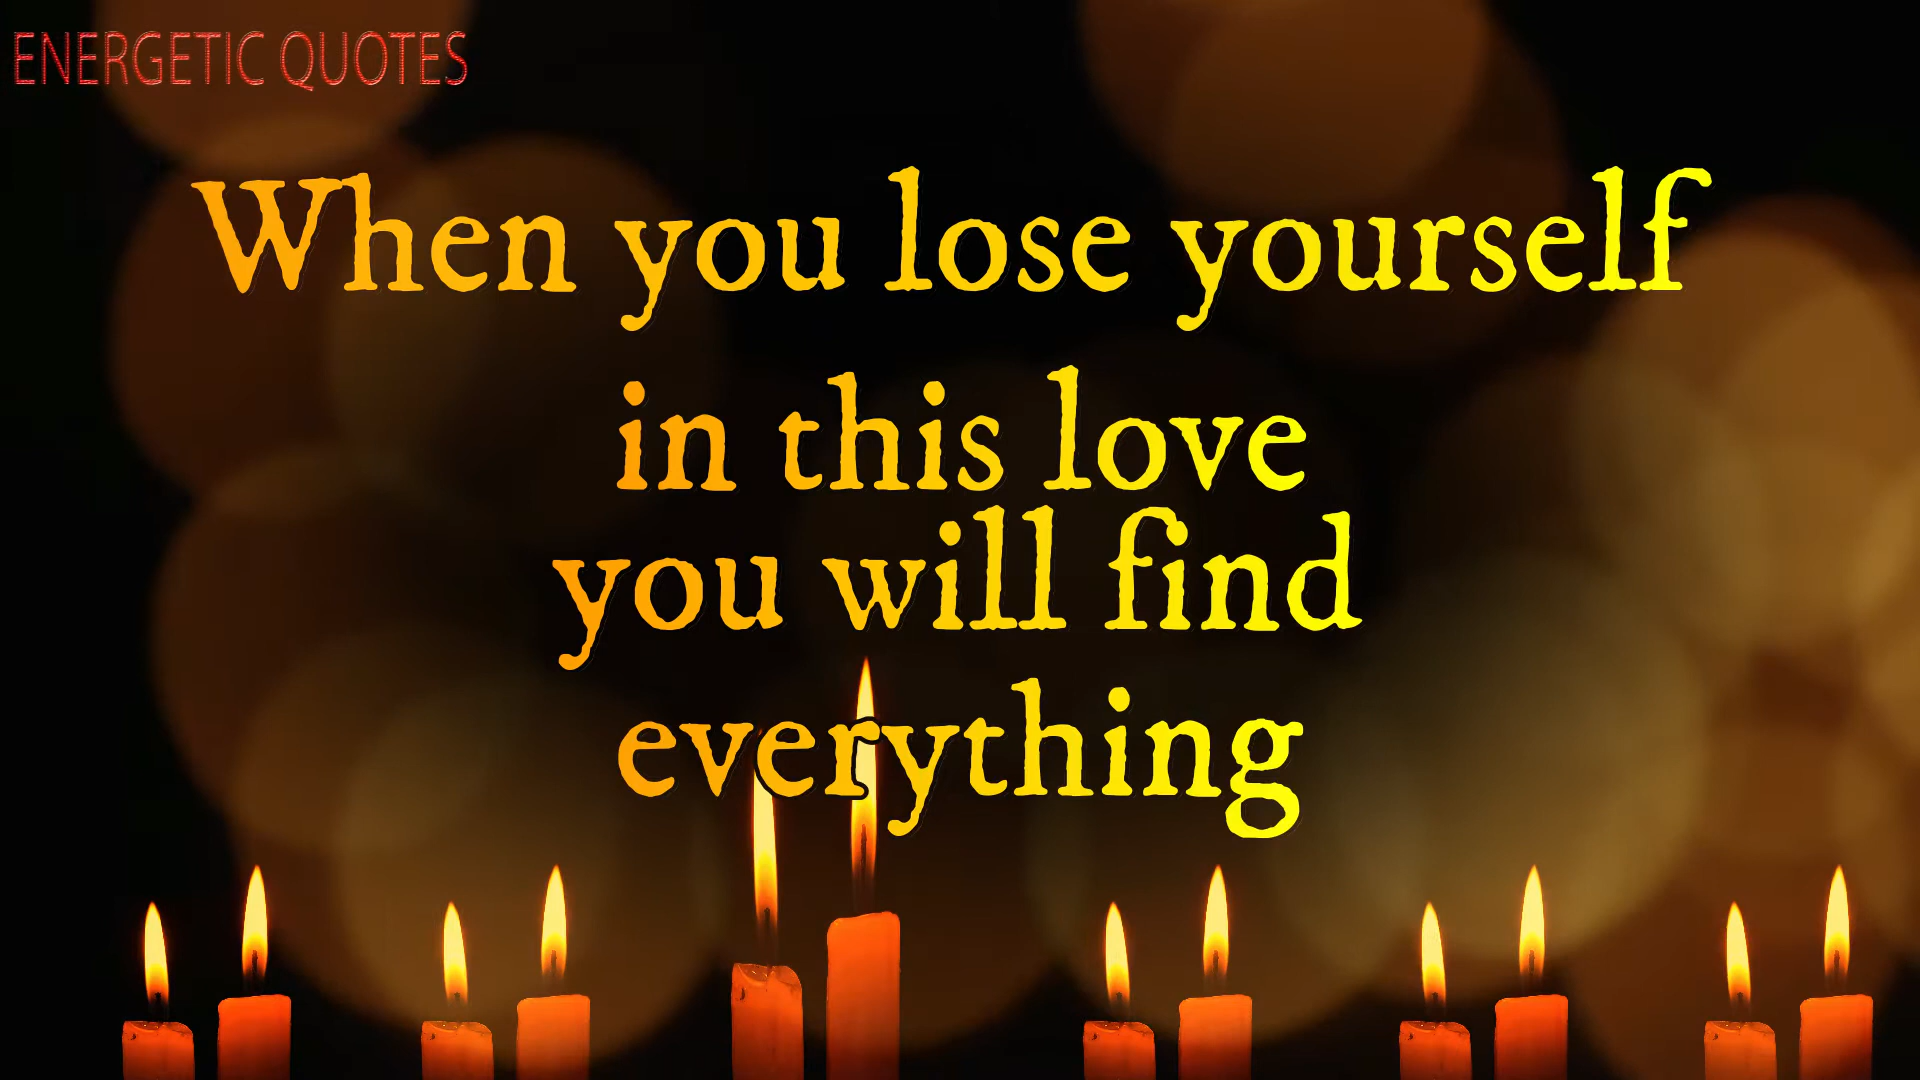 ENERGETIC QUOTES
When you lose yourself
in this love
you will find
everything